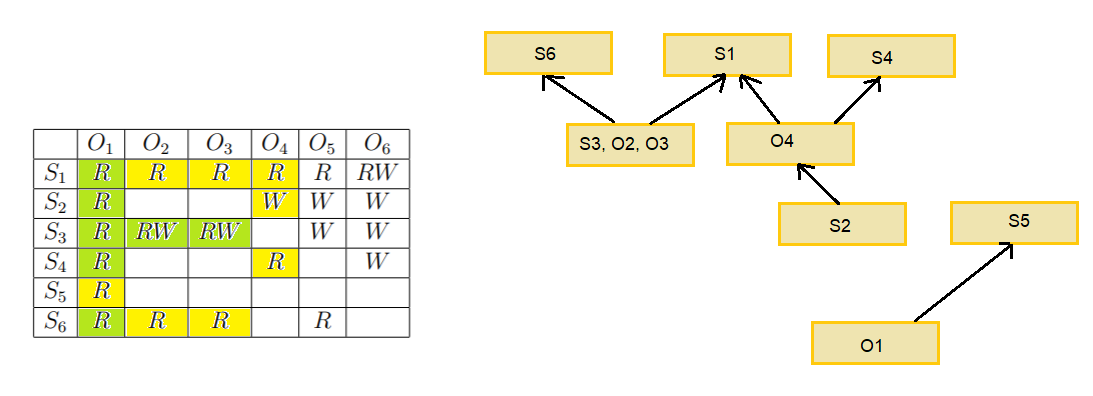 O1 O2 O3 O4 O5 O6
S1 R R R R R RW
S2 R W W W
S3 R RW RW W W
S4 R R W
S5 R
S6 R R R R
S6 S1 S4
S3, O2, O3 O4
S2 S5
O1